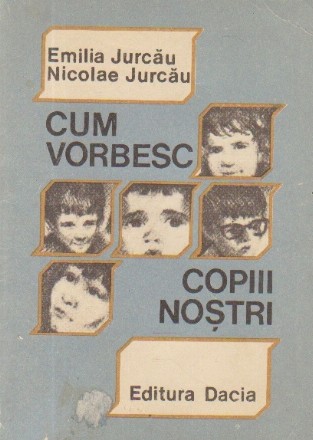 Emilia Jurcău
Nicolae Jurcău
CUM
VORBESC
COPIII
NOȘTRI
Editura Dacia